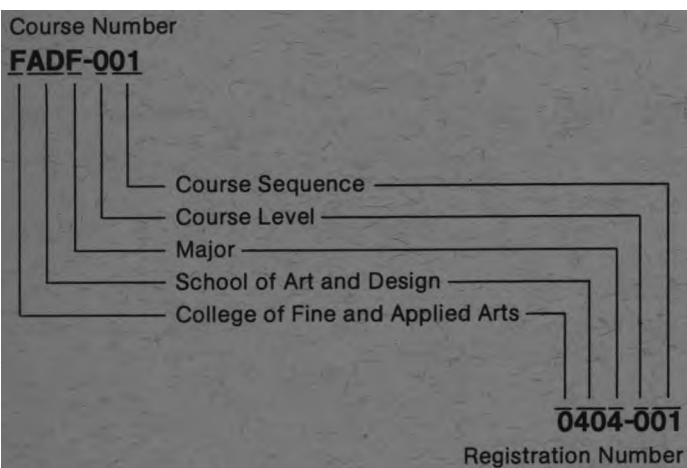 Course Number
FADF-001
Course Sequence
Course Level
Major
School of Art and Design
College of Fine and Applied Arts
0404-001
Registration Number